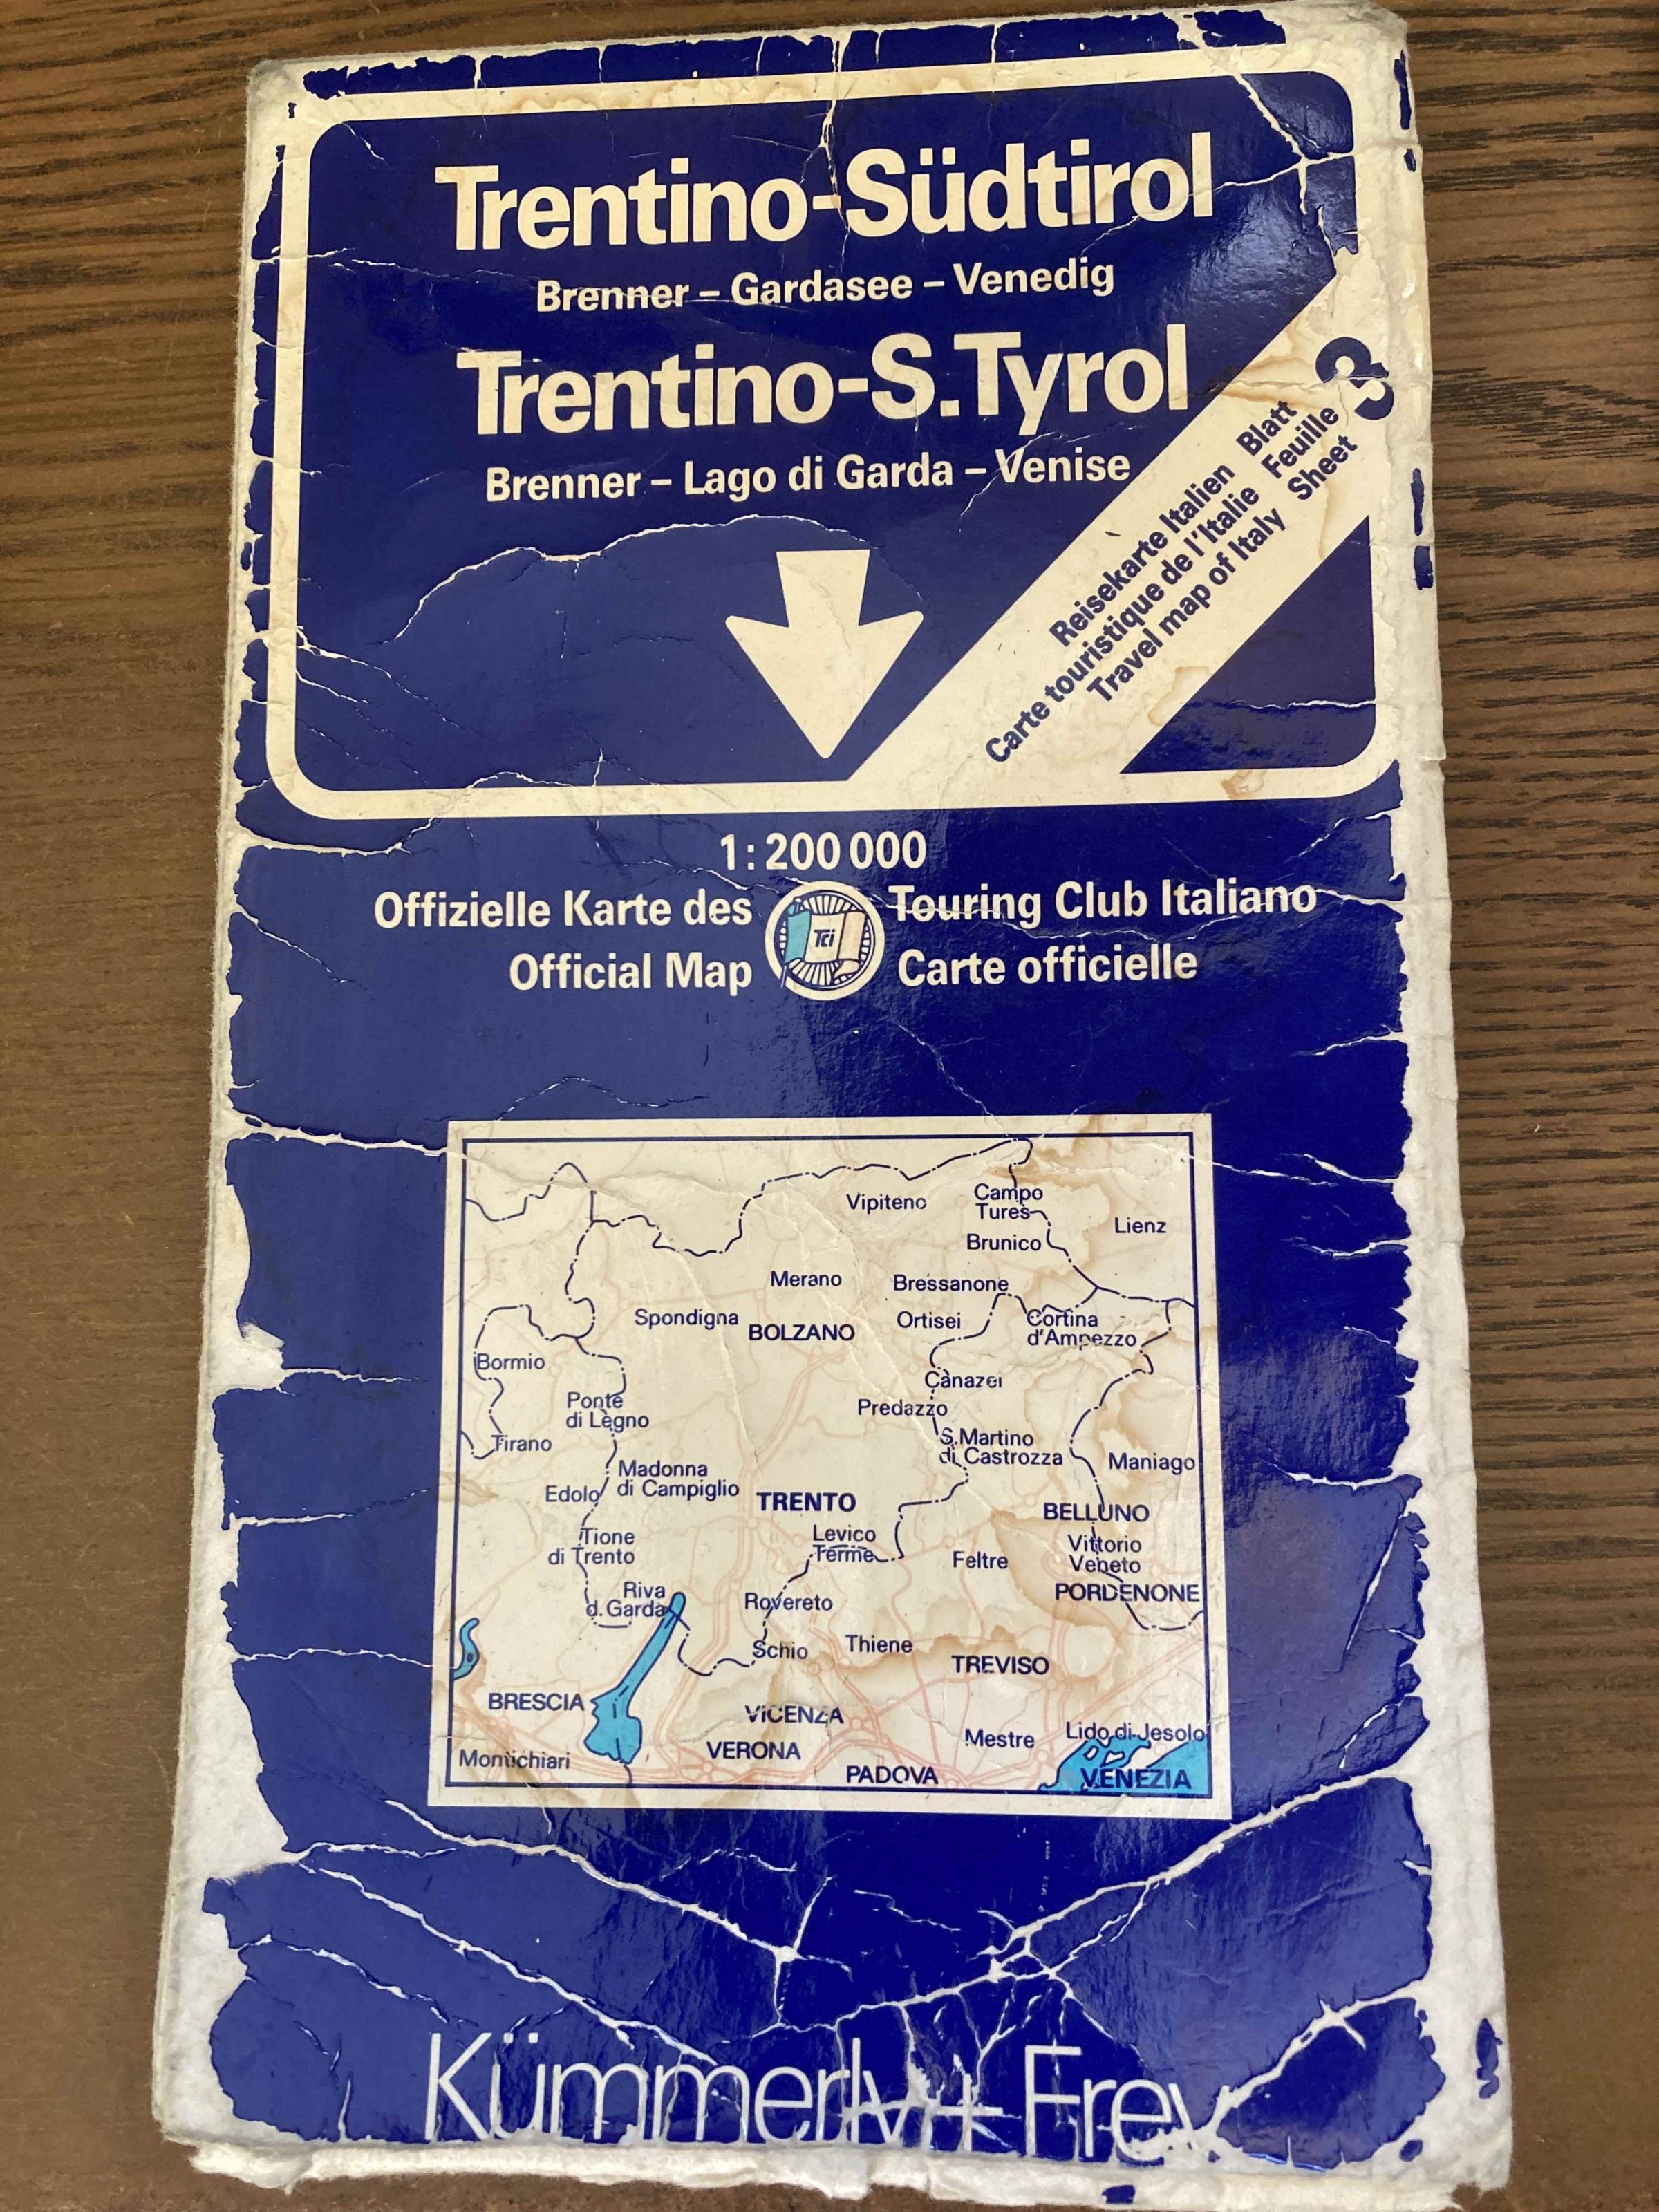 Trentino-Südtirol
Brenner – Gardasee – Venedig
Trentino-S.Tyrol
Brenner – Lago di Garda – Venise
Reisekarte Italien Blatt
Carte touristique de l'Italie Feuille
Travel map of Italy Sheet
3
1:200 000
Offizielle Karte des Tci Touring Club Italiano
Official Map Carte officielle
Vipiteno
Campo
Tures
Lienz
Brunico
Merano
Bressanone
Spondigna
BOLZANO
Ortisei
Cortina
d'Ampezzo
Bormio
Canazei
Ponte
di Legno
Predazzo
Tirano
S.Martino
di Castrozza
Maniago
Madonna
di Campiglio
Edolo
TRENTO
BELLUNO
Tione
di Trento
Levico
Terme
Feltre
Vittorio
Veneto
Riva
d.Garda
Rovereto
PORDENONE
Schio
Thiene
TREVISO
BRESCIA
VICENZA
Mestre
Lido di Jesolo
Montichiari
VERONA
PADOVA
VENEZIA
Kümmerly+Frey